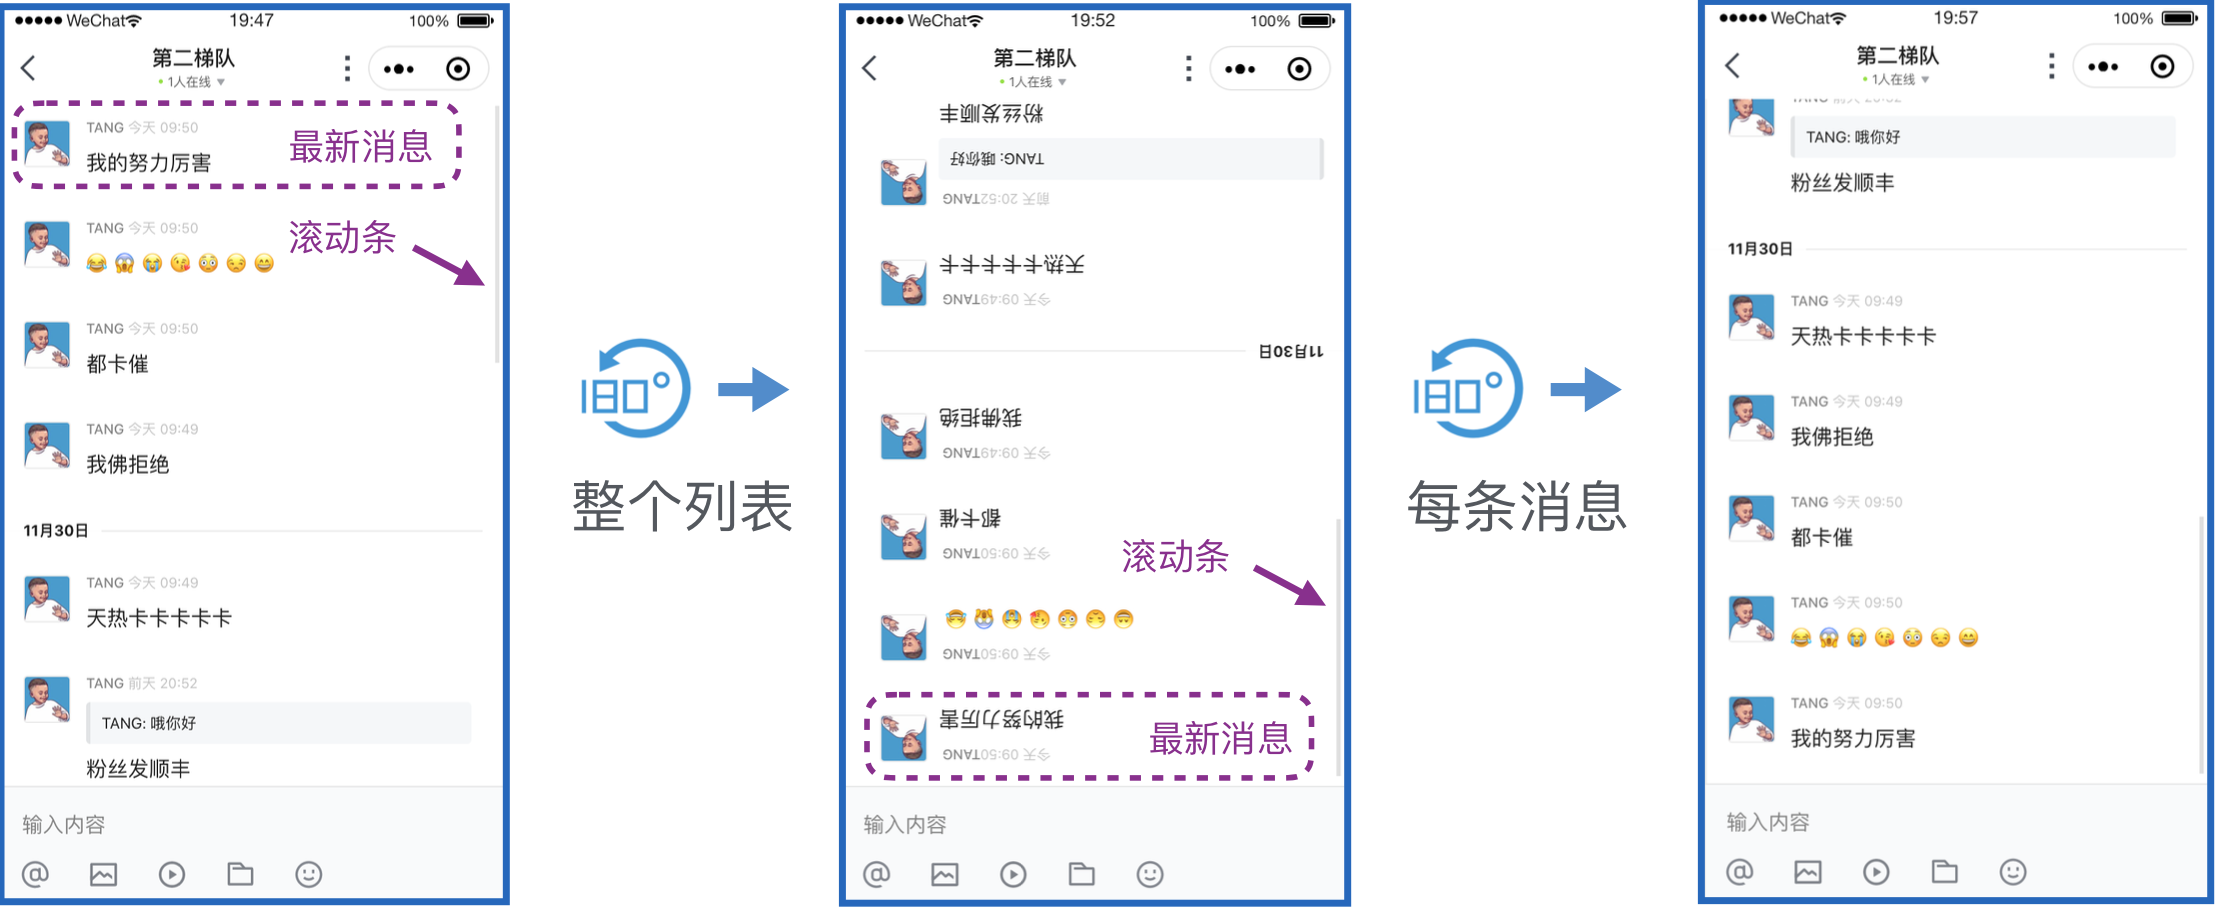 WeChat 19:47 100%
第二梯队
1人在线
TANG 今天 09:50
我的努力厉害
最新消息
TANG 今天 09:50
滚动条
😂 😱 😭 😘 😳 😒 😄
TANG 今天 09:50
都卡催
TANG 今天 09:49
我佛拒绝
11月30日
TANG 今天 09:49
天热卡卡卡卡卡
TANG 前天 20:52
TANG: 哦你好
粉丝发顺丰
输入内容
180°
整个列表
WeChat 19:52 100%
第二梯队
1人在线
粉丝发顺丰
TANG: 哦你好
前天 20:52TANG
天热卡卡卡卡卡
今天 09:49TANG
11月30日
我佛拒绝
今天 09:49TANG
都卡催
今天 09:50TANG
滚动条
😂 😱 😭 😘 😳 😒 😄
今天 09:50TANG
我的努力厉害
最新消息
今天 09:50TANG
输入内容
180°
每条消息
WeChat 19:57 100%
第二梯队
1人在线
TANG 前天 20:52
TANG: 哦你好
粉丝发顺丰
11月30日
TANG 今天 09:49
天热卡卡卡卡卡
TANG 今天 09:49
我佛拒绝
TANG 今天 09:50
都卡催
TANG 今天 09:50
😂 😱 😭 😘 😳 😒 😄
TANG 今天 09:50
我的努力厉害
输入内容